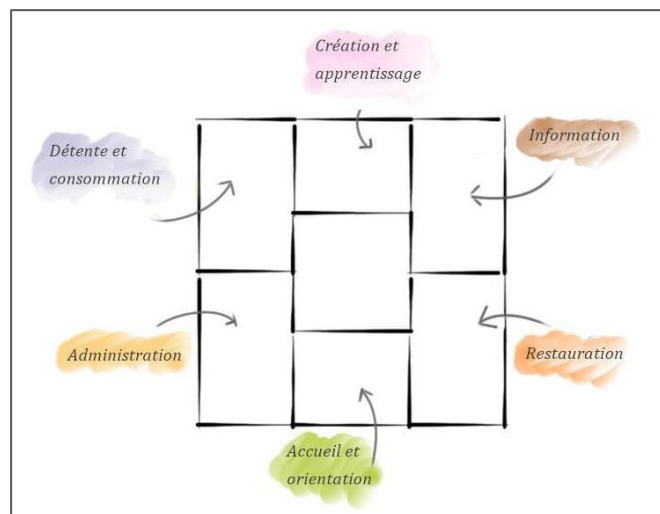 Création et
apprentissage
Détente et
consommation
Information
Administration
Restauration
Accueil et
orientation